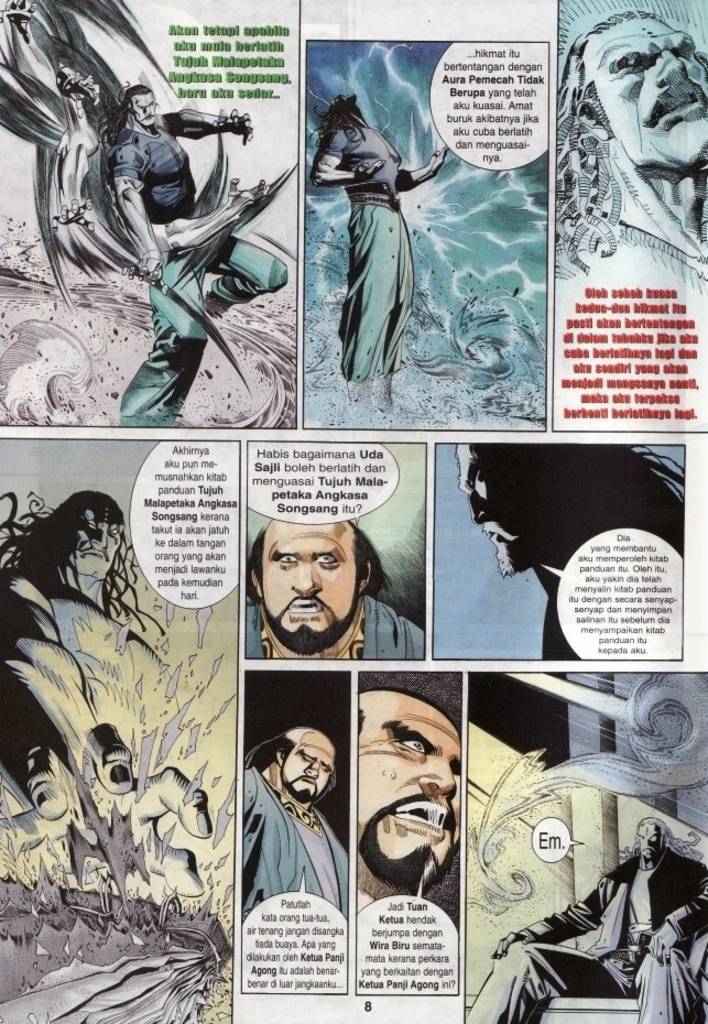 Akan tetapi apabila
aku mula berlatih
Tujuh Malapetaka
Angkasa Songsang,
baru aku sedar...
...hikmat itu
bertentangan dengan
Aura Pemecah Tidak
Berupa yang telah
aku kuasai. Amat
buruk akibatnya jika
aku cuba berlatih
dan menguasai-
nya.
Oleh sebab kuasa
kedua-dua hikmat itu
pasti akan bertentangan
di dalam tubuhku jika aku
cuba berlatihnya lagi dan
aku sendiri yang akan
menjadi mangsanya nanti,
maka aku terpaksa
berhenti berlatihnya lagi.
Akhirnya
aku pun me-
musnahkan kitab
panduan Tujuh
Malapetaka Angkasa
Songsang kerana
takut ia akan jatuh
ke dalam tangan
orang yang akan
menjadi lawanku
pada kemudian
hari.
Habis bagaimana Uda
Sajli boleh berlatih dan
menguasai Tujuh Mala-
petaka Angkasa
Songsang itu?
Dia
yang membantu
aku memperoleh kitab
panduan itu. Oleh itu,
aku yakin dia telah
menyalin kitab panduan
itu dengan secara senyap-
senyap dan menyimpan
salinan itu sebelum dia
menyampaikan kitab
panduan itu
kepada aku.
Patutlah
kata orang tua-tua,
air tenang jangan disangka
tiada buaya. Apa yang
dilakukan oleh Ketua Panji
Agong itu adalah benar-
benar di luar jangkaanku...
Jadi Tuan
Ketua hendak
berjumpa dengan
Wira Biru semata-
mata kerana perkara
yang berkaitan dengan
Ketua Panji Agong ini?
Em.
8